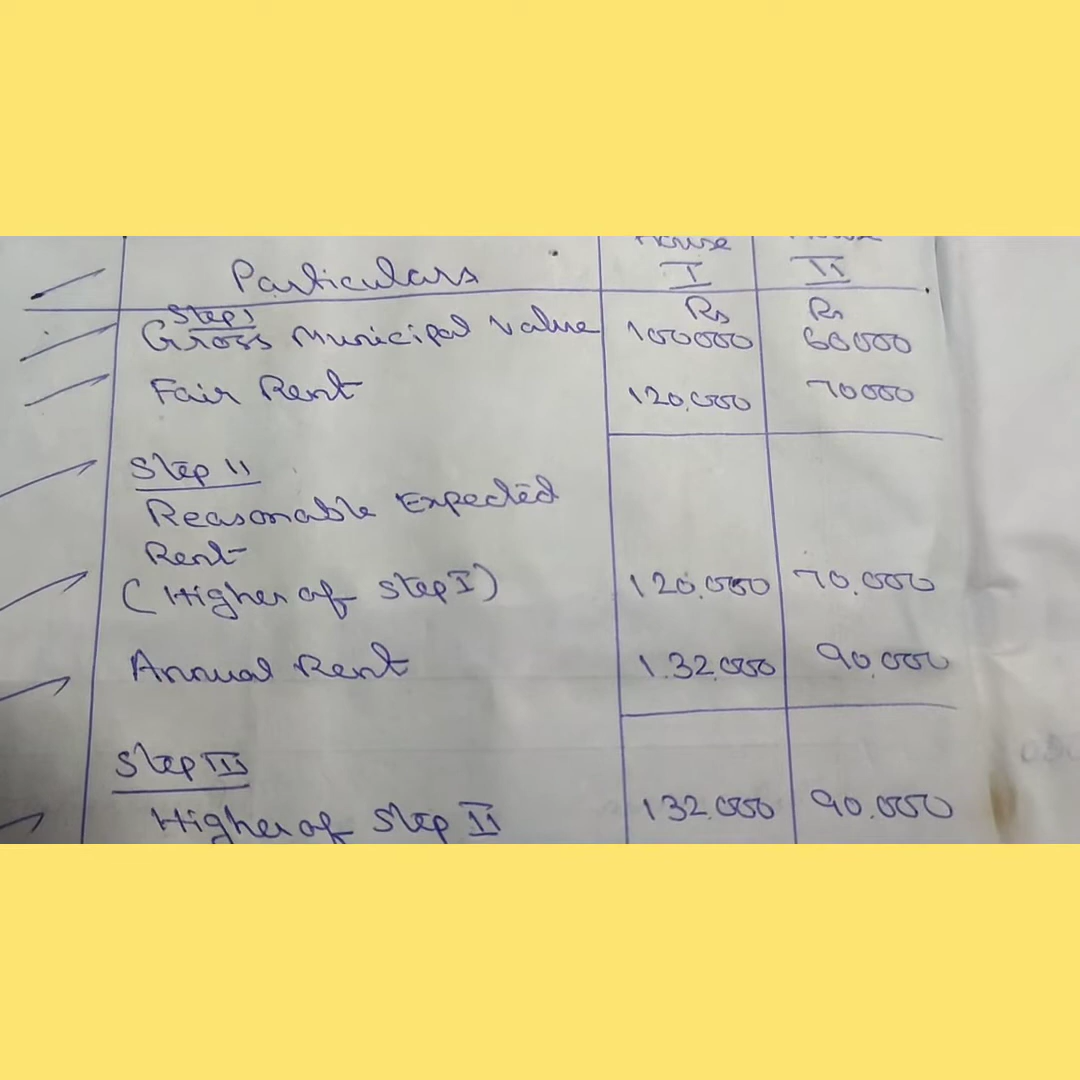 House
Particulars I II
Step I Rs Rs
Gross Municipal Value 100000 60000
Fair Rent 120,000 70000
Step II
Reasonable Expected
Rent
(Higher of Step I) 120,000 70,000
Annual Rent 1.32,000 90,000
Step III
Higher of Step II 132,000 90,000